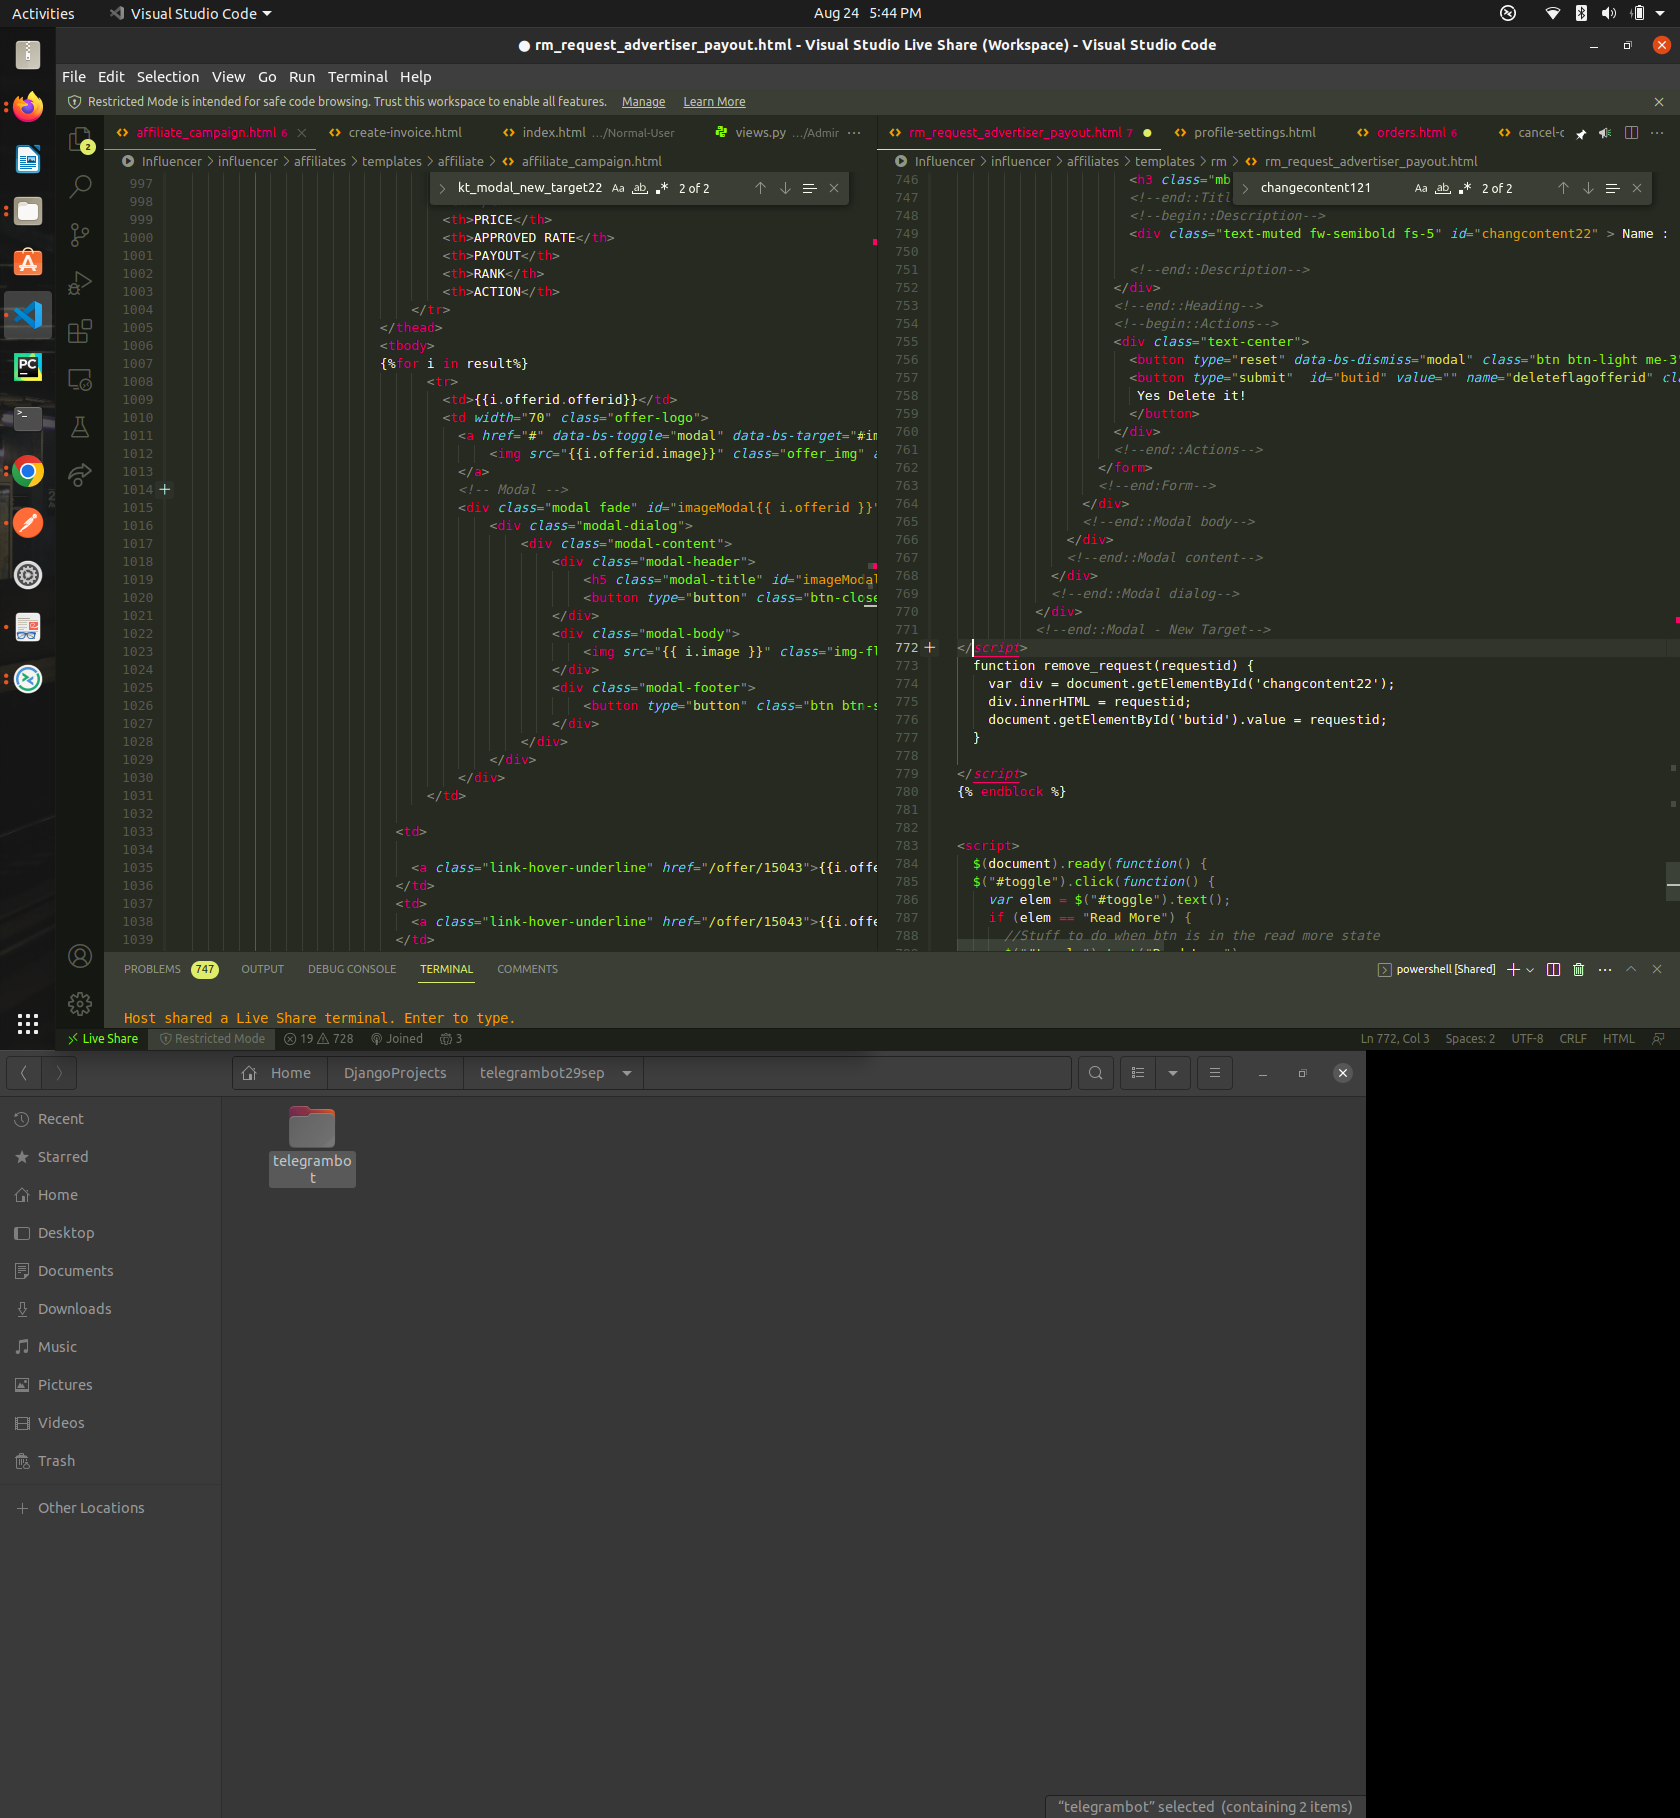 Activities Visual Studio Code Aug 24 5:44 PM
rm_request_advertiser_payout.html - Visual Studio Live Share (Workspace) - Visual Studio Code
File Edit Selection View Go Run Terminal Help
Restricted Mode is intended for safe code browsing. Trust this workspace to enable all features. Manage Learn More
affiliate_campaign.html 6 create-invoice.html index.html .../Normal-User views.py .../Admir
Influencer > influencer > affiliates > templates > affiliate > affiliate_campaign.html
kt_modal_new_target22 Aa ab 2 of 2
997
998
999 <th>PRICE</th>
1000 <th>APPROVED RATE</th>
1001 <th>PAYOUT</th>
1002 <th>RANK</th>
1003 <th>ACTION</th>
1004 </tr>
1005 </thead>
1006 <tbody>
1007 {%for i in result%}
1008 <tr>
1009 <td>{{i.offerid.offerid}}</td>
1010 <td width="70" class="offer-logo">
1011 <a href="#" data-bs-toggle="modal" data-bs-target="#im
1012 <img src="{{i.offerid.image}}" class="offer_img" a
1013 </a>
1014 <!-- Modal -->
1015 <div class="modal fade" id="imageModal{{ i.offerid }}"
1016 <div class="modal-dialog">
1017 <div class="modal-content">
1018 <div class="modal-header">
1019 <h5 class="modal-title" id="imageModal
1020 <button type="button" class="btn-close
1021 </div>
1022 <div class="modal-body">
1023 <img src="{{ i.image }}" class="img-fl
1024 </div>
1025 <div class="modal-footer">
1026 <button type="button" class="btn btn-s
1027 </div>
1028 </div>
1029 </div>
1030 </div>
1031 </td>
1032
1033 <td>
1034
1035 <a class="link-hover-underline" href="/offer/15043">{{i.offe
1036 </td>
1037 <td>
1038 <a class="link-hover-underline" href="/offer/15043">{{i.offe
1039 </td>
rm_request_advertiser_payout.html 7 profile-settings.html orders.html 6 cancel-c
Influencer > influencer > affiliates > templates > rm > rm_request_advertiser_payout.html
changecontent121 Aa ab 2 of 2
746 <h3 class="mb
747 <!--end::Titl
748 <!--begin::Description-->
749 <div class="text-muted fw-semibold fs-5" id="changcontent22" > Name :
750
751 <!--end::Description-->
752 </div>
753 <!--end::Heading-->
754 <!--begin::Actions-->
755 <div class="text-center">
756 <button type="reset" data-bs-dismiss="modal" class="btn btn-light me-3"
757 <button type="submit" id="butid" value="" name="deleteflagofferid" cla
758 Yes Delete it!
759 </button>
760 </div>
761 <!--end::Actions-->
762 </form>
763 <!--end:Form-->
764 </div>
765 <!--end::Modal body-->
766 </div>
767 <!--end::Modal content-->
768 </div>
769 <!--end::Modal dialog-->
770 </div>
771 <!--end::Modal - New Target-->
772 </script>
773 function remove_request(requestid) {
774 var div = document.getElementById('changcontent22');
775 div.innerHTML = requestid;
776 document.getElementById('butid').value = requestid;
777 }
778
779 </script>
780 {% endblock %}
781
782
783 <script>
784 $(document).ready(function() {
785 $("#toggle").click(function() {
786 var elem = $("#toggle").text();
787 if (elem == "Read More") {
788 //Stuff to do when btn is in the read more state
PROBLEMS 747 OUTPUT DEBUG CONSOLE TERMINAL COMMENTS powershell [Shared]
Host shared a Live Share terminal. Enter to type.
Live Share Restricted Mode 19 728 Joined 3 Ln 772, Col 3 Spaces: 2 UTF-8 CRLF HTML
Home DjangoProjects telegrambot29sep
Recent
Starred
Home
Desktop
Documents
Downloads
Music
Pictures
Videos
Trash
Other Locations
telegrambo
t
"telegrambot" selected (containing 2 items)